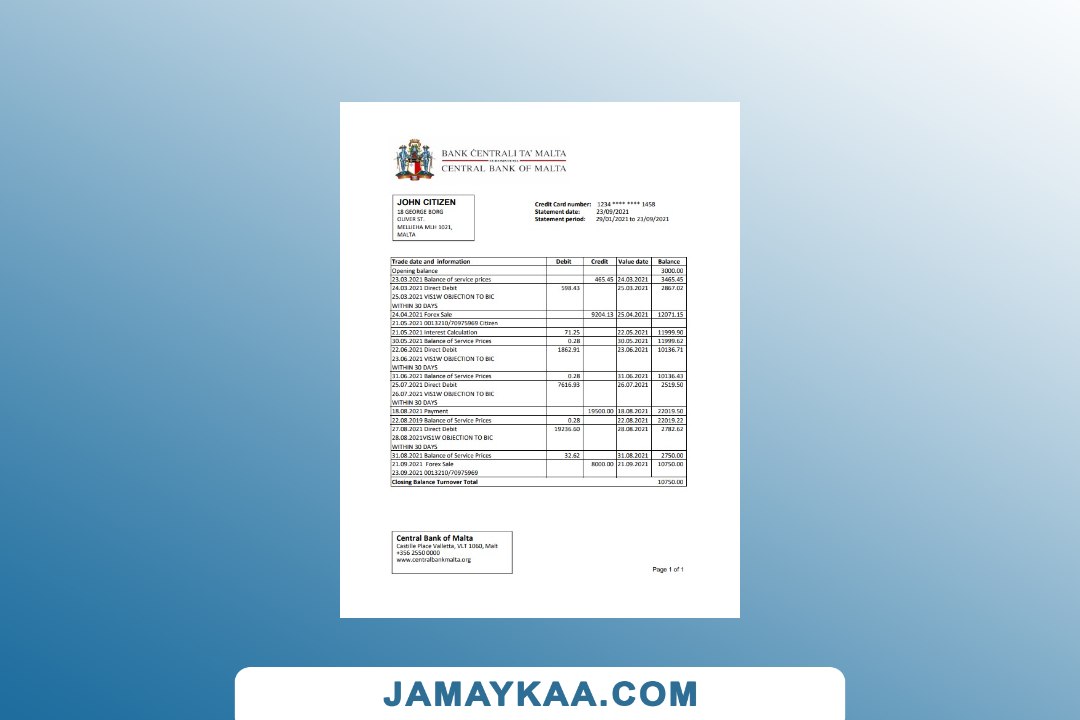 BANK ĊENTRALI TA' MALTA
CENTRAL BANK OF MALTA
JOHN CITIZEN
18 GEORGE BORG
OLIVER ST.
MELLIEHA MLH 1021,
MALTA
Credit Card number: 1234 **** **** 1458
Statement date: 23/09/2021
Statement period: 29/01/2021 to 23/09/2021
Trade date and information Debit Credit Value date Balance
Opening balance 3000.00
23.03.2021 Balance of service prices 465.45 24.03.2021 3465.45
24.03.2021 Direct Debit 598.43 25.03.2021 2867.02
25.03.2021 VIS1W OBJECTION TO BIC
WITHIN 30 DAYS
24.04.2021 Forex Sale 9204.13 25.04.2021 12071.15
21.05.2021 0013210/70975969 Citizen
21.05.2021 Interest Calculation 71.25 22.05.2021 11999.90
30.05.2021 Balance of Service Prices 0.28 30.05.2021 11999.62
22.06.2021 Direct Debit 1862.91 23.06.2021 10136.71
23.06.2021 VIS1W OBJECTION TO BIC
WITHIN 30 DAYS
31.06.2021 Balance of Service Prices 0.28 31.06.2021 10136.43
25.07.2021 Direct Debit 7616.93 26.07.2021 2519.50
26.07.2021 VIS1W OBJECTION TO BIC
WITHIN 30 DAYS
18.08.2021 Payment 19500.00 18.08.2021 22019.50
22.08.2019 Balance of Service Prices 0.28 22.08.2021 22019.22
27.08.2021 Direct Debit 19236.60 28.08.2021 2782.62
28.08.2021VIS1W OBJECTION TO BIC
WITHIN 30 DAYS
31.08.2021 Balance of Service Prices 32.62 31.08.2021 2750.00
21.09.2021 Forex Sale 8000.00 21.09.2021 10750.00
23.09.2021 0013210/70975969
Closing Balance Turnover Total 10750.00
Central Bank of Malta
Castille Place Valletta, VLT 1060, Malt
+356 2550 0000
www.centralbankmalta.org
Page 1 of 1
JAMAYKAA.COM